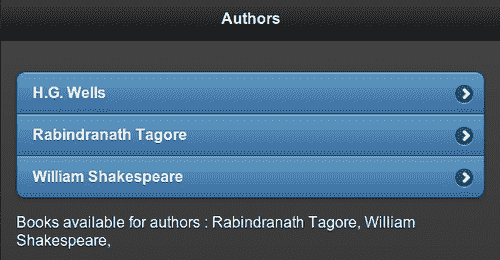 Authors
H.G. Wells
Rabindranath Tagore
William Shakespeare
Books available for authors : Rabindranath Tagore, William
Shakespeare,